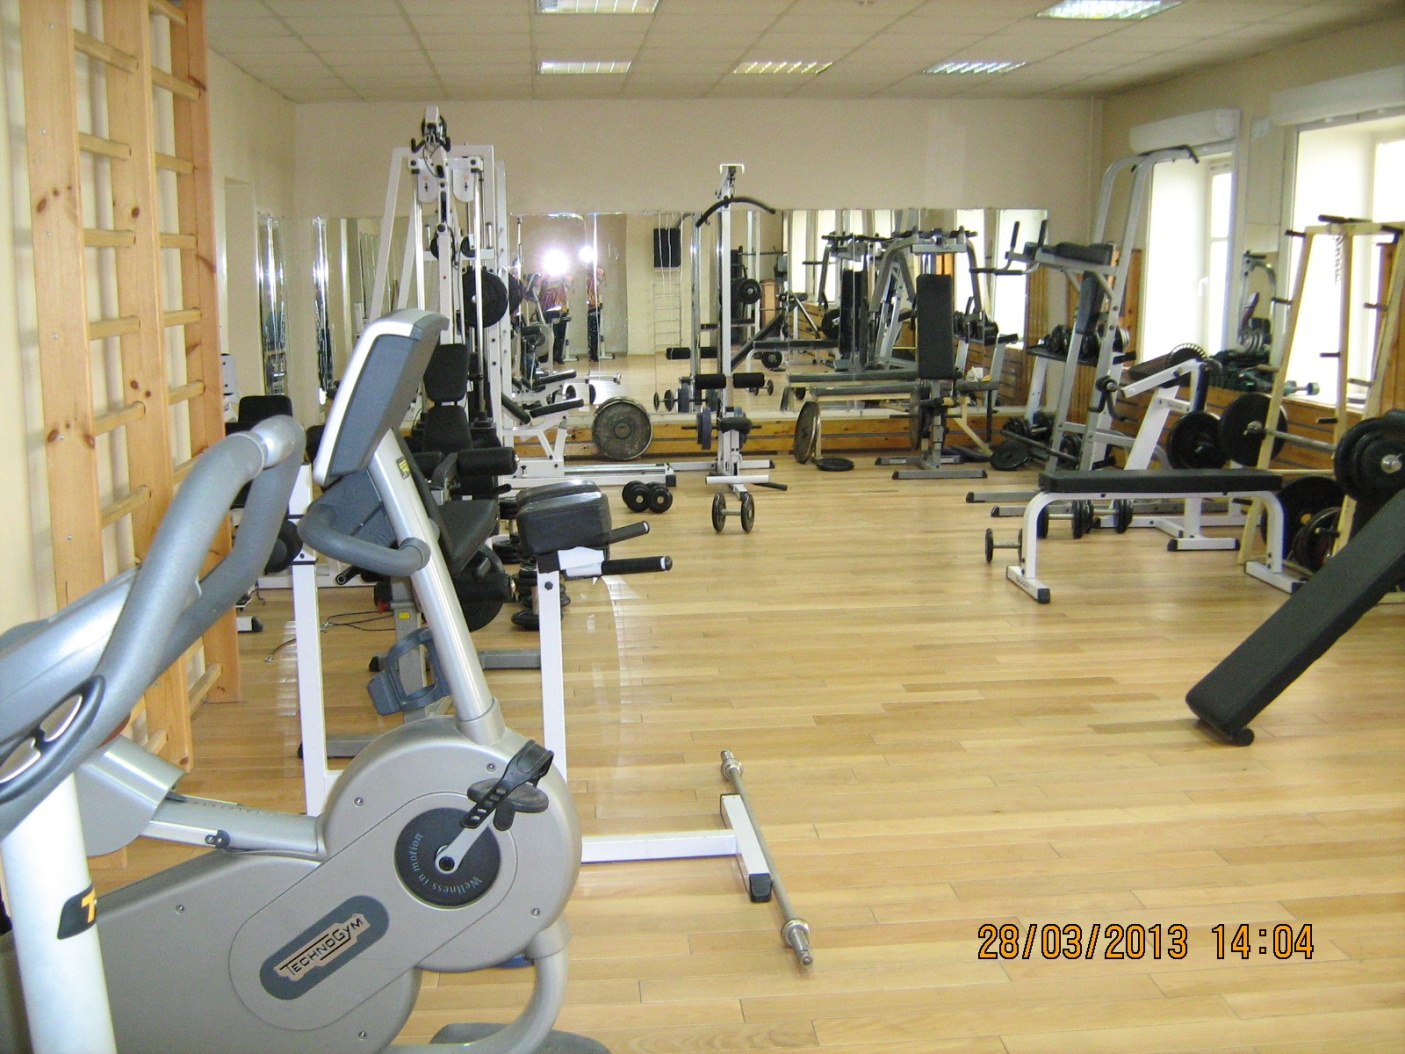 Wellness in motion
TECHNOGYM
28/03/2013 14:04